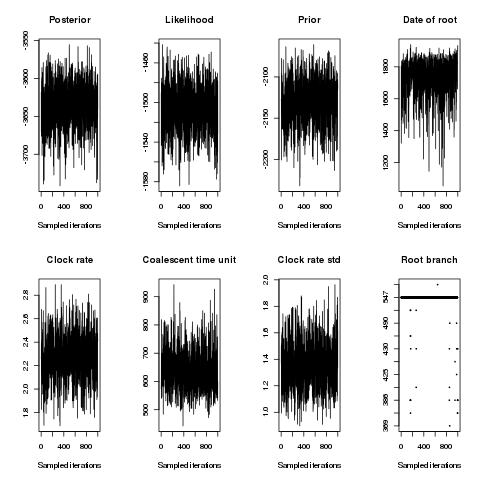 Posterior Likelihood Prior Date of root
-3550 -3600 -3650 -3700
-1460 -1500 -1540 -1580
-2100 -2150 -2200
1800 1600 1400 1200
0 400 800 0 400 800 0 400 800 0 400 800
Sampled iterations Sampled iterations Sampled iterations Sampled iterations
Clock rate Coalescent time unit Clock rate std Root branch
2.8 2.6 2.4 2.2 2.0 1.8
900 800 700 600 500
2.0 1.8 1.6 1.4 1.2 1.0
547 490 430 425 395 369
0 400 800 0 400 800 0 400 800 0 400 800
Sampled iterations Sampled iterations Sampled iterations Sampled iterations